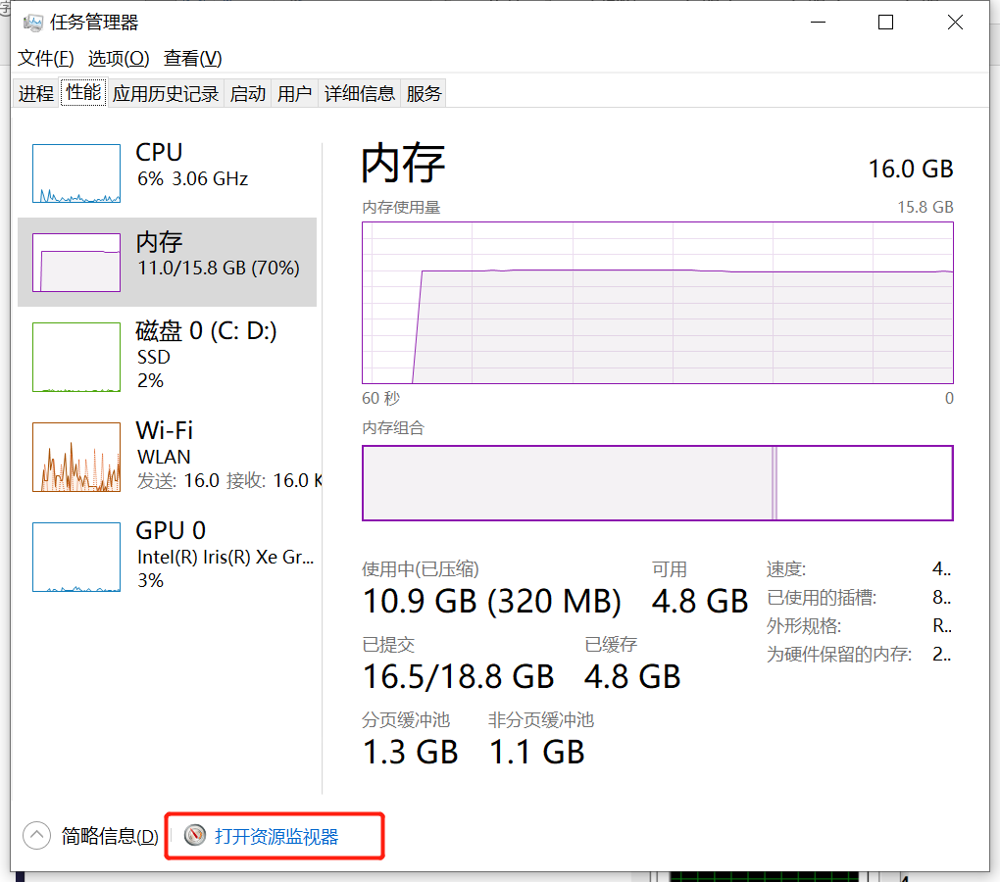 任务管理器
文件(F) 选项(O) 查看(V)
进程 性能 应用历史记录 启动 用户 详细信息 服务
CPU
6% 3.06 GHz
内存
11.0/15.8 GB (70%)
磁盘 0 (C: D:)
SSD
2%
Wi-Fi
WLAN
发送: 16.0 接收: 16.0 K
GPU 0
Intel(R) Iris(R) Xe Gr...
3%
内存 16.0 GB
内存使用量 15.8 GB
60 秒 0
内存组合
使用中(已压缩) 可用
10.9 GB (320 MB) 4.8 GB
已提交 已缓存
16.5/18.8 GB 4.8 GB
分页缓冲池 非分页缓冲池
1.3 GB 1.1 GB
速度: 4..
已使用的插槽: 8..
外形规格: R..
为硬件保留的内存: 2..
简略信息(D) 打开资源监视器